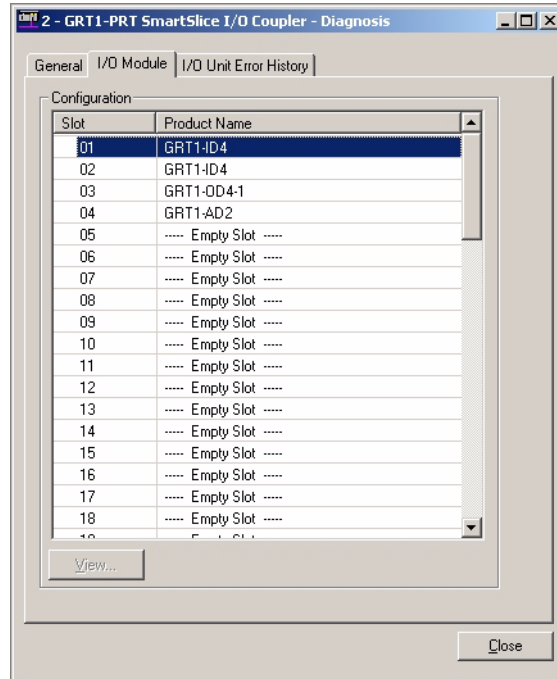 2 - GRT1-PRT SmartSlice I/O Coupler - Diagnosis
General I/O Module I/O Unit Error History
Configuration
Slot Product Name
01 GRT1-ID4
02 GRT1-ID4
03 GRT1-OD4-1
04 GRT1-AD2
05 ----- Empty Slot -----
06 ----- Empty Slot -----
07 ----- Empty Slot -----
08 ----- Empty Slot -----
09 ----- Empty Slot -----
10 ----- Empty Slot -----
11 ----- Empty Slot -----
12 ----- Empty Slot -----
13 ----- Empty Slot -----
14 ----- Empty Slot -----
15 ----- Empty Slot -----
16 ----- Empty Slot -----
17 ----- Empty Slot -----
18 ----- Empty Slot -----
View...
Close